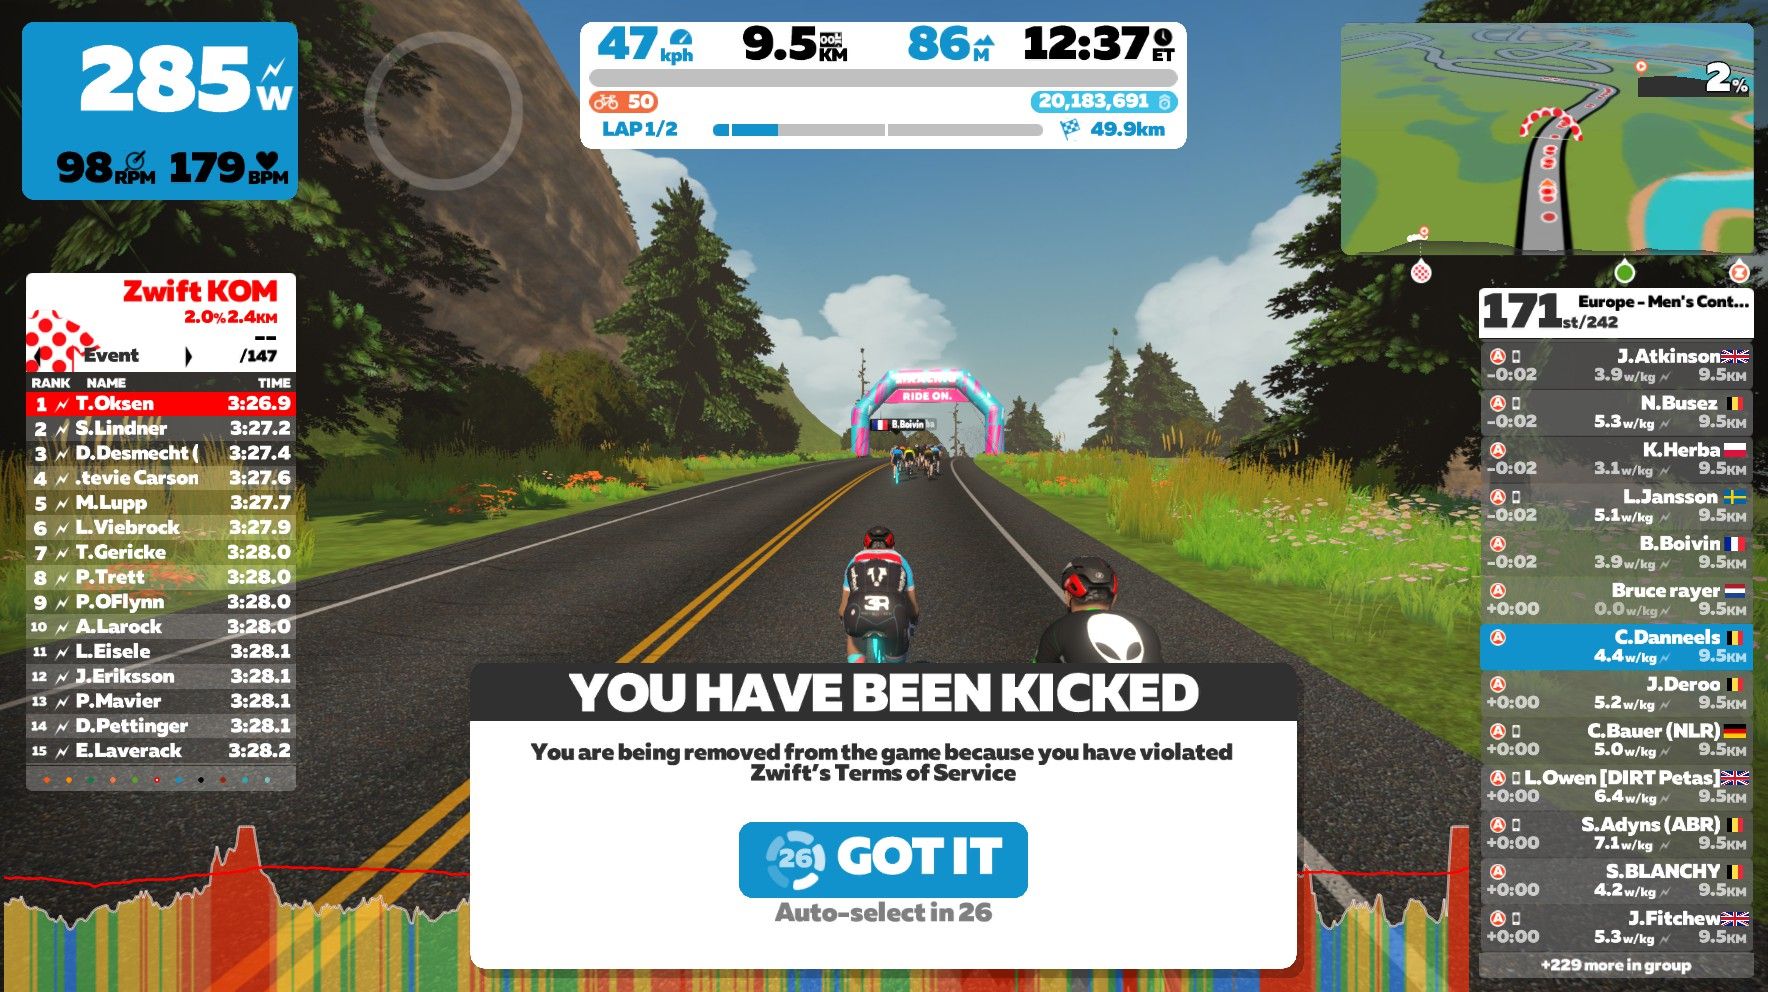 285W
98RPM 179BPM
47kph 9.5KM 86M 12:37ET
50 20,183,691
LAP 1/2 49.9km
2%
Zwift KOM
2.0% 2.4KM
--
Event /147
RANK NAME TIME
1 T.Oksen 3:26.9
2 S.Lindner 3:27.2
3 D.Desmecht ( 3:27.4
4 .tevie Carson 3:27.6
5 M.Lupp 3:27.7
6 L.Viebrock 3:27.9
7 T.Gericke 3:28.0
8 P.Trett 3:28.0
9 P.OFlynn 3:28.0
10 A.Larock 3:28.0
11 L.Eisele 3:28.1
12 J.Eriksson 3:28.1
13 P.Mavier 3:28.1
14 D.Pettinger 3:28.1
15 E.Laverack 3:28.2
RIDE ON.
B.Boivin
3R
YOU HAVE BEEN KICKED
You are being removed from the game because you have violated
Zwift's Terms of Service
26 GOT IT
Auto-select in 26
171st/242 Europe - Men's Cont...
A J.Atkinson
-0:02 3.9w/kg 9.5KM
A N.Busez
-0:02 5.3w/kg 9.5KM
A K.Herba
-0:02 3.1w/kg 9.5KM
A L.Jansson
-0:02 5.1w/kg 9.5KM
A B.Boivin
-0:02 3.9w/kg 9.5KM
A Bruce rayer
+0:00 0.0w/kg 9.5KM
A C.Danneels
4.4w/kg 9.5KM
A J.Deroo
+0:00 5.2w/kg 9.5KM
A C.Bauer (NLR)
+0:00 5.0w/kg 9.5KM
A L.Owen [DIRT Petas]
+0:00 6.4w/kg 9.5KM
A S.Adyns (ABR)
+0:00 7.1w/kg 9.5KM
A S.BLANCHY
+0:00 4.2w/kg 9.5KM
A J.Fitchew
+0:00 5.3w/kg 9.5KM
+229 more in group